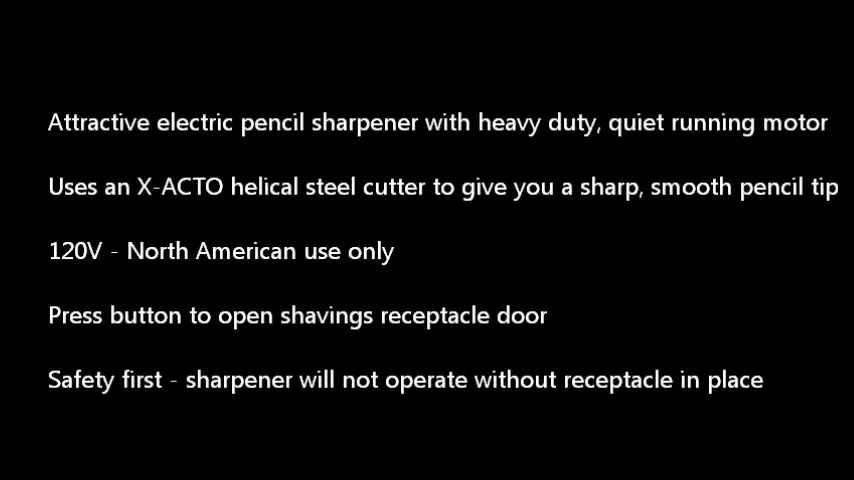 Attractive electric pencil sharpener with heavy duty, quiet running motor
Uses an X-ACTO helical steel cutter to give you a sharp, smooth pencil tip
120V - North American use only
Press button to open shavings receptacle door
Safety first - sharpener will not operate without receptacle in place